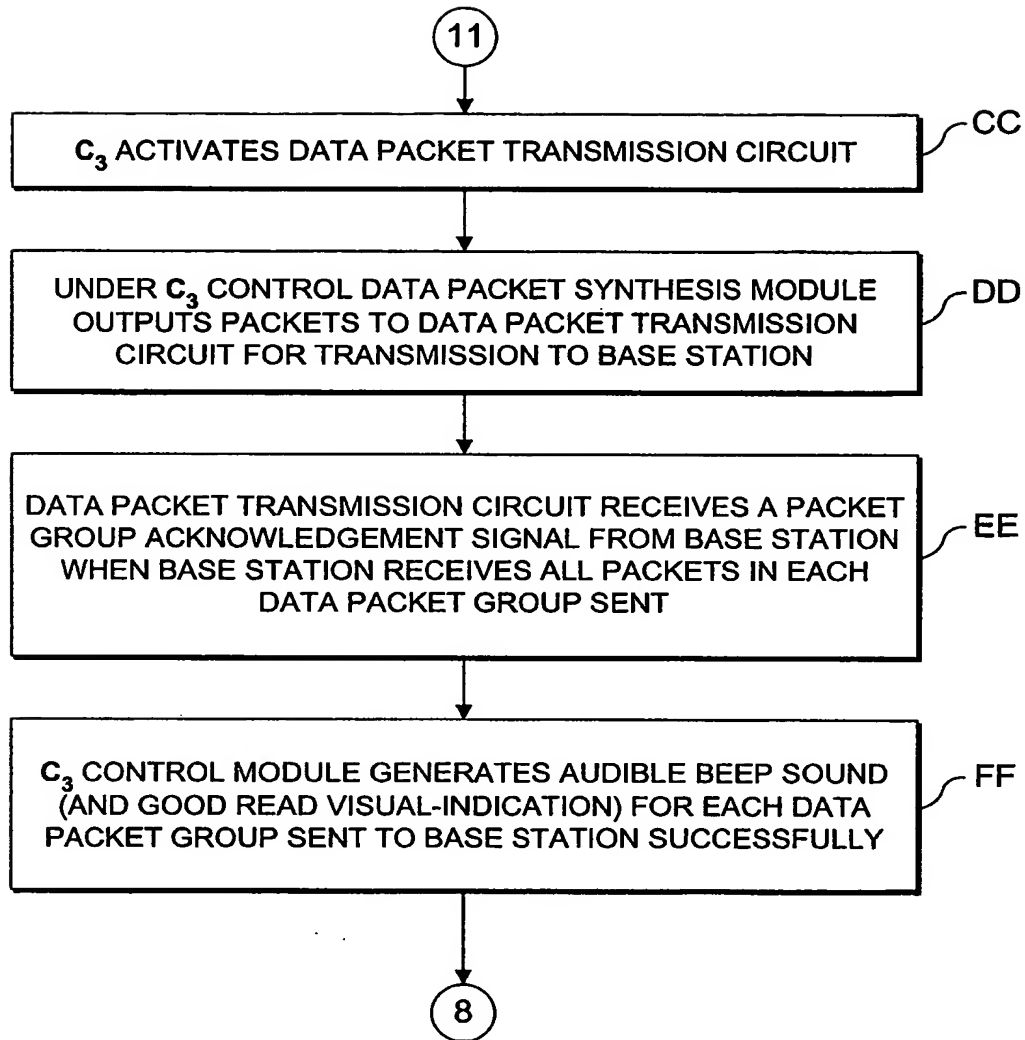 11
C₃ ACTIVATES DATA PACKET TRANSMISSION CIRCUIT
CC
UNDER C₃ CONTROL DATA PACKET SYNTHESIS MODULE
OUTPUTS PACKETS TO DATA PACKET TRANSMISSION
CIRCUIT FOR TRANSMISSION TO BASE STATION
DD
DATA PACKET TRANSMISSION CIRCUIT RECEIVES A PACKET
GROUP ACKNOWLEDGEMENT SIGNAL FROM BASE STATION
WHEN BASE STATION RECEIVES ALL PACKETS IN EACH
DATA PACKET GROUP SENT
EE
C₃ CONTROL MODULE GENERATES AUDIBLE BEEP SOUND
(AND GOOD READ VISUAL-INDICATION) FOR EACH DATA
PACKET GROUP SENT TO BASE STATION SUCCESSFULLY
FF
8